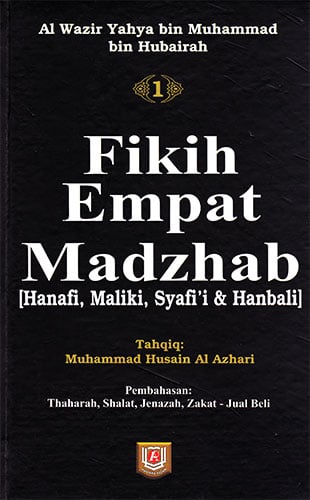 Al Wazir Yahya bin Muhammad
bin Hubairah
1
Fikih
Empat
Madzhab
[Hanafi, Maliki, Syafi'i & Hanbali]
Tahqiq:
Muhammad Husain Al Azhari
Pembahasan:
Thaharah, Shalat, Jenazah, Zakat - Jual Beli